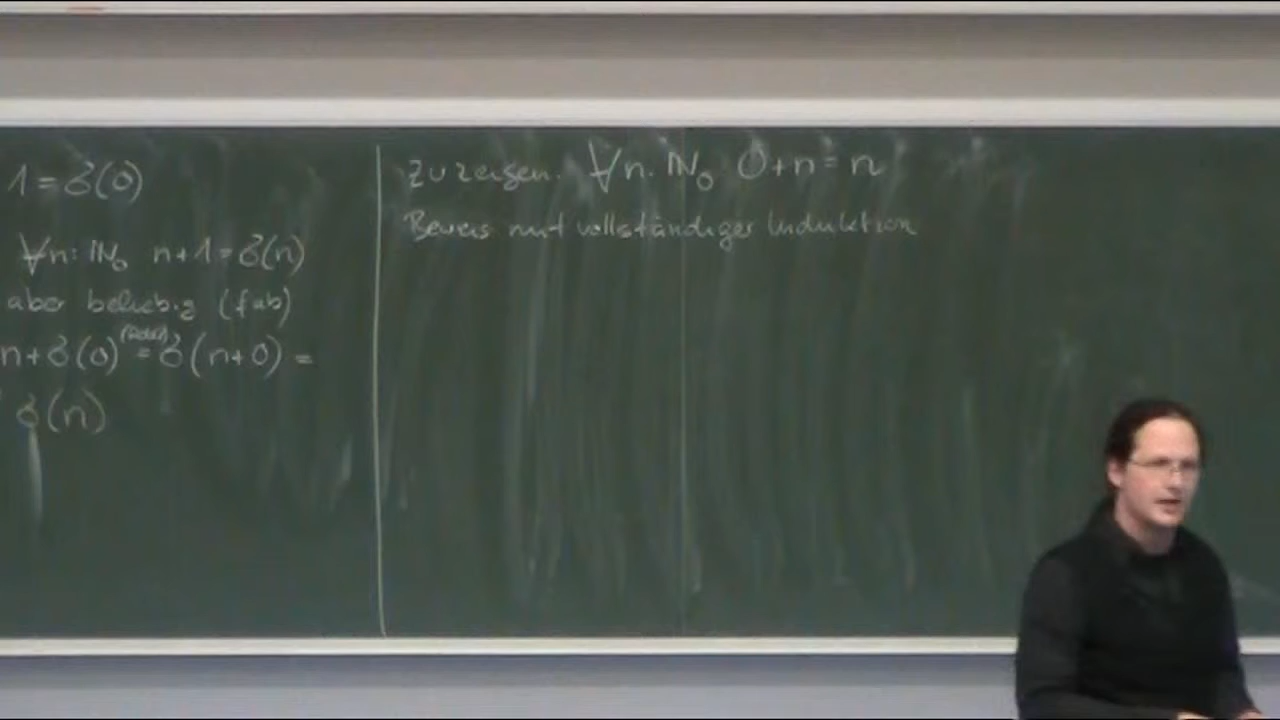 1 = б(0)
∀n: ℕ₀ n+1 = б(n)
aber beliebig (fab)
n+б(0) = б(n+0) =
б(n)
Zu zeigen: ∀n: ℕ₀ 0+n = n
Beweis mit vollständiger Induktion